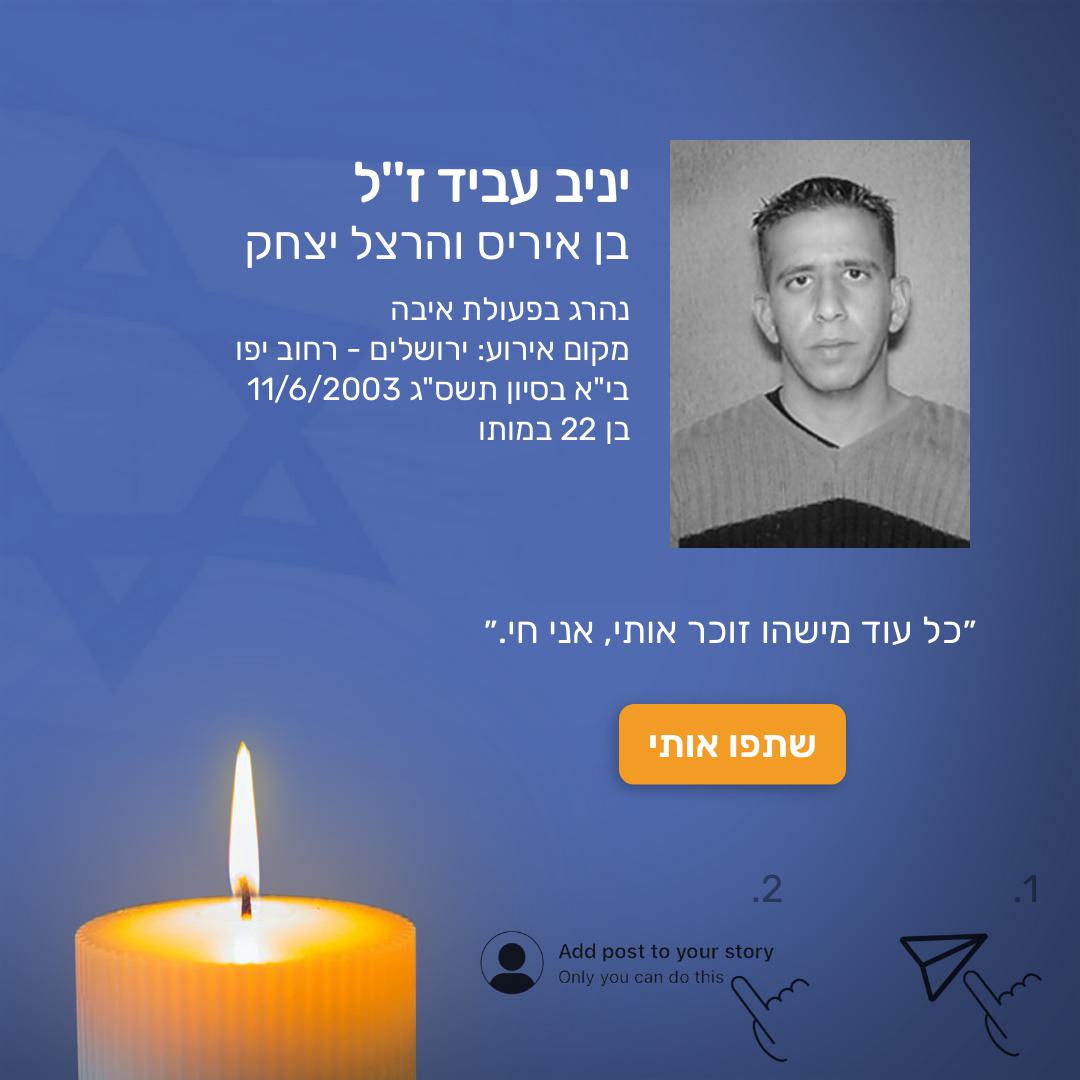 יניב עביד ז"ל
בן איריס והרצל יצחק
נהרג בפעולת איבה
מקום אירוע: ירושלים - רחוב יפו
בי"א בסיון תשס"ג 11/6/2003
בן 22 במותו
״כל עוד מישהו זוכר אותי, אני חי.״
שתפו אותי
1.
2.
Add post to your story
Only you can do this